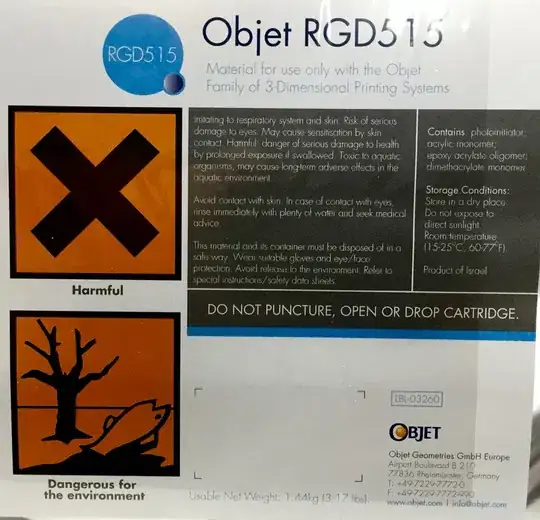 RGD515
Objet RGD515
Material for use only with the Objet
Family of 3-Dimensional Printing Systems
Irritating to respiratory system and skin. Risk of serious
damage to eyes. May cause sensitisation by skin
contact. Harmful: danger of serious damage to health
by prolonged exposure if swallowed. Toxic to aquatic
organisms, may cause long-term adverse effects in the
aquatic environment.
Avoid contact with skin. In case of contact with eyes,
rinse immediately with plenty of water and seek medical
advice.
This material and its container must be disposed of in a
safe way. Wear suitable gloves and eye/face
protection. Avoid release to the environment. Refer to
special instructions/safety data sheets.
Contains: photoinitiator;
acrylic monomer;
epoxy acrylate oligomer;
dimethacrylate monomer
Storage Conditions:
Store in a dry place
Do not expose to
direct sunlight.
Room temperature
(15-25°C, 60-77°F).
Product of Israel
DO NOT PUNCTURE, OPEN OR DROP CARTRIDGE.
Harmful
Dangerous for
the environment
LBL-03260
OBJET
Objet Geometries GmbH Europe
Airport Boulevard B 210
77836 Rheinmünster, Germany
T: +49-7229-7772-0
F: +49-7229-7772-990
www.objet.com | info@objet.com
Usable Net Weight: 1.44kg (3.17 lbs)